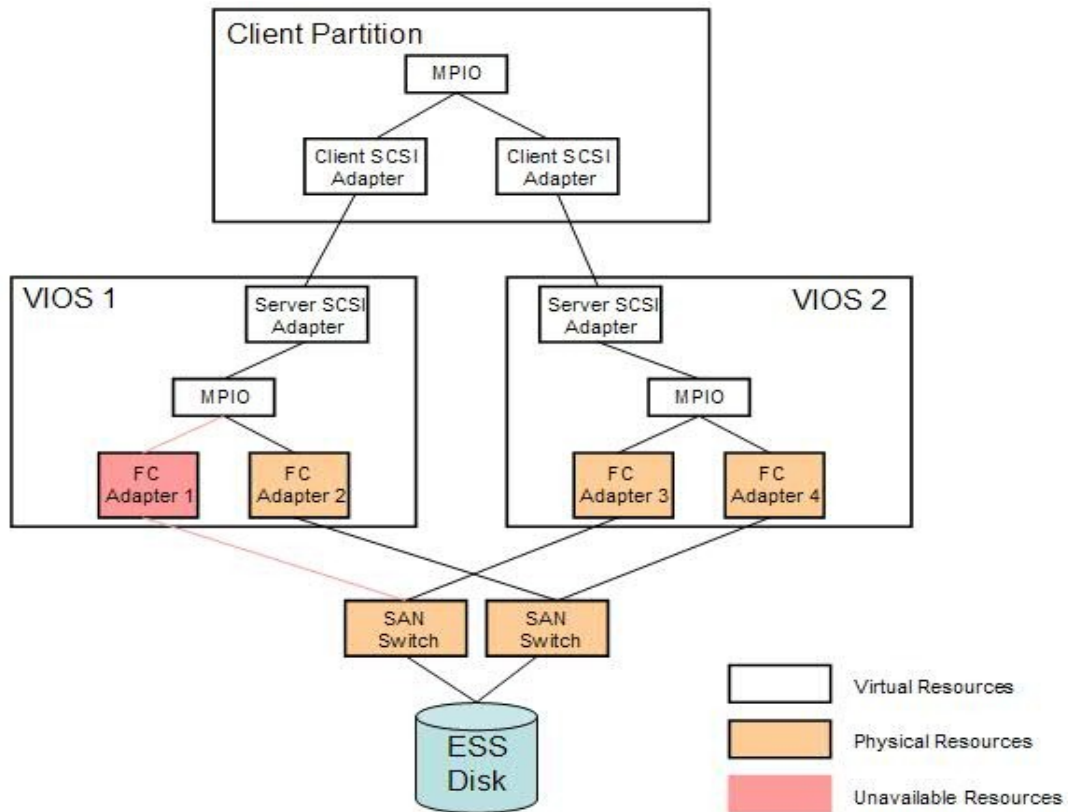 Client Partition
MPIO
Client SCSI
Adapter
Client SCSI
Adapter
VIOS 1
Server SCSI
Adapter
MPIO
FC
Adapter 1
FC
Adapter 2
VIOS 2
Server SCSI
Adapter
MPIO
FC
Adapter 3
FC
Adapter 4
SAN
Switch
SAN
Switch
ESS
Disk
Virtual Resources
Physical Resources
Unavailable Resources